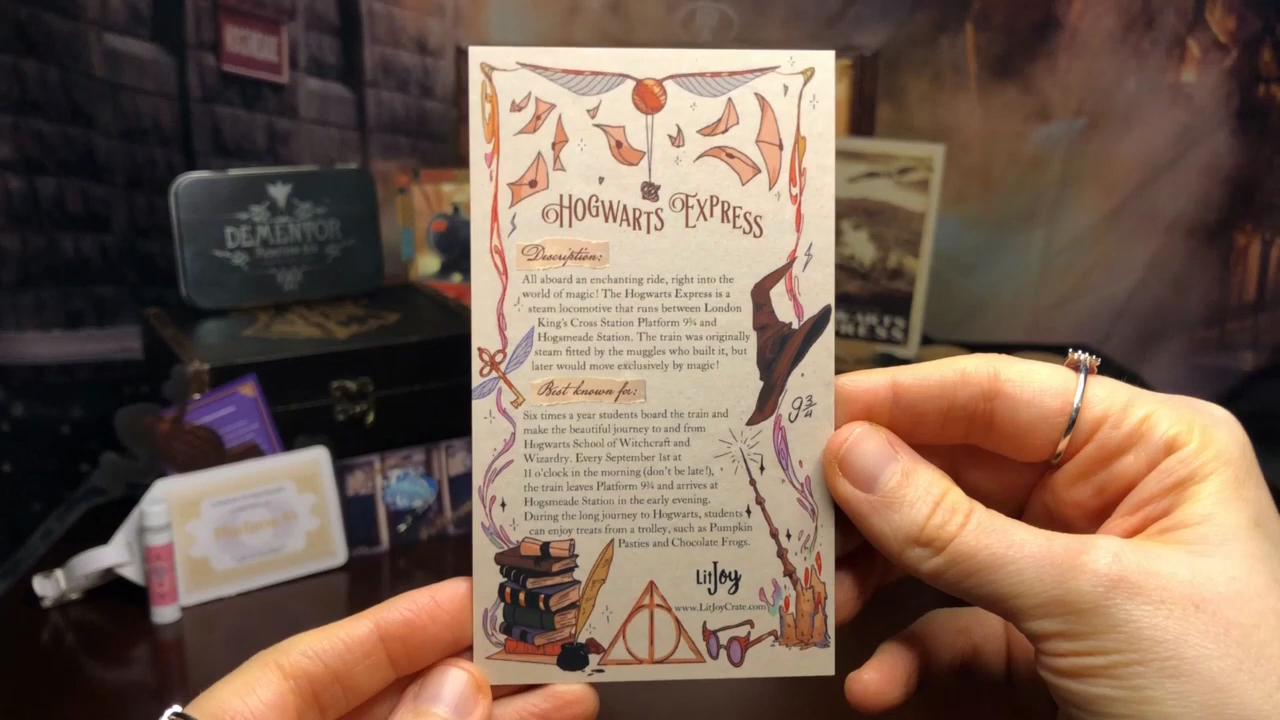 HOGWARTS EXPRESS
Description:
All aboard an enchanting ride, right into the
world of magic! The Hogwarts Express is a
steam locomotive that runs between London
King's Cross Station Platform 9¾ and
Hogsmeade Station. The train was originally
steam fitted by the muggles who built it, but
later would move exclusively by magic!
Best known for:
Six times a year students board the train and
make the beautiful journey to and from
Hogwarts School of Witchcraft and
Wizardry. Every September 1st at
11 o'clock in the morning (don't be late!),
the train leaves Platform 9¾ and arrives at
Hogsmeade Station in the early evening.
During the long journey to Hogwarts, students
can enjoy treats from a trolley, such as Pumpkin
Pasties and Chocolate Frogs.
9¾
LitJoy
www.LitJoyCrate.com
DEMENTOR